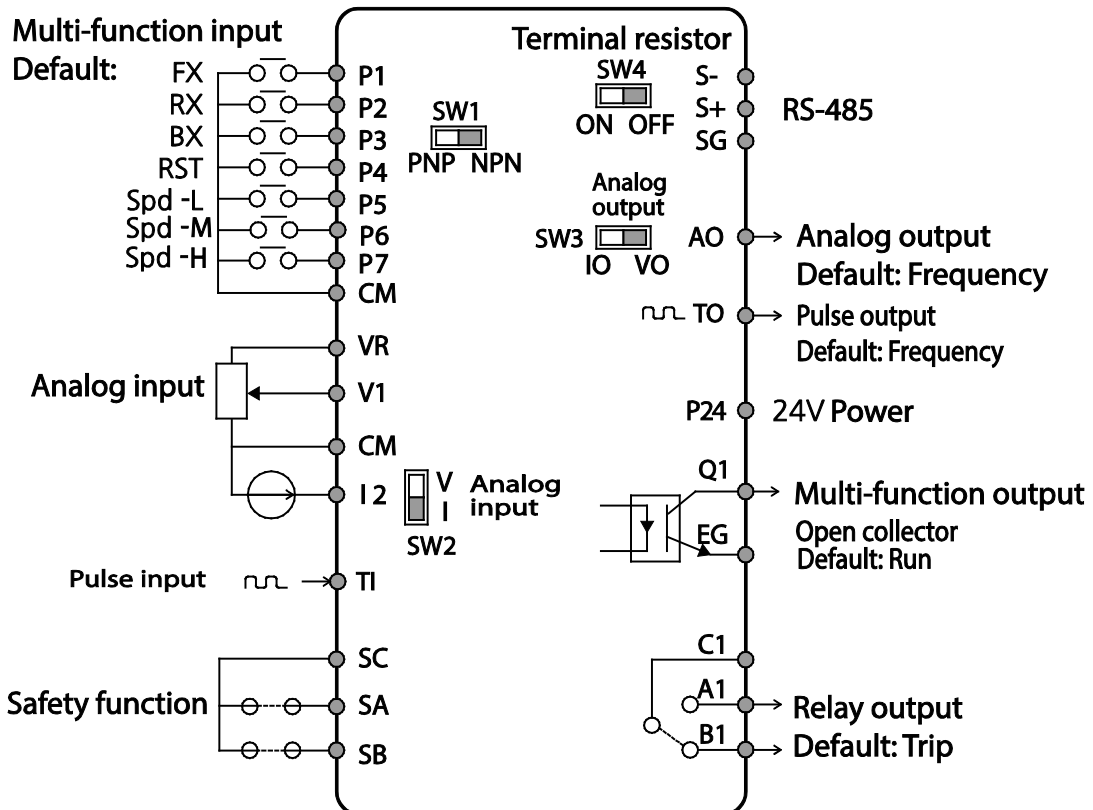 Multi-function input
Default:
FX
P1
RX
P2
BX
P3
RST
P4
Spd -L
P5
Spd -M
P6
Spd -H
P7
CM
SW1
PNP NPN
VR
Analog input
V1
CM
I 2
V
I
Analog
input
SW2
Pulse input
TI
SC
Safety function
SA
SB
Terminal resistor
SW4
ON OFF
S-
S+
SG
RS-485
Analog
output
SW3
IO VO
AO
Analog output
Default: Frequency
TO
Pulse output
Default: Frequency
P24
24V Power
Q1
Multi-function output
EG
Open collector
Default: Run
C1
A1
Relay output
B1
Default: Trip